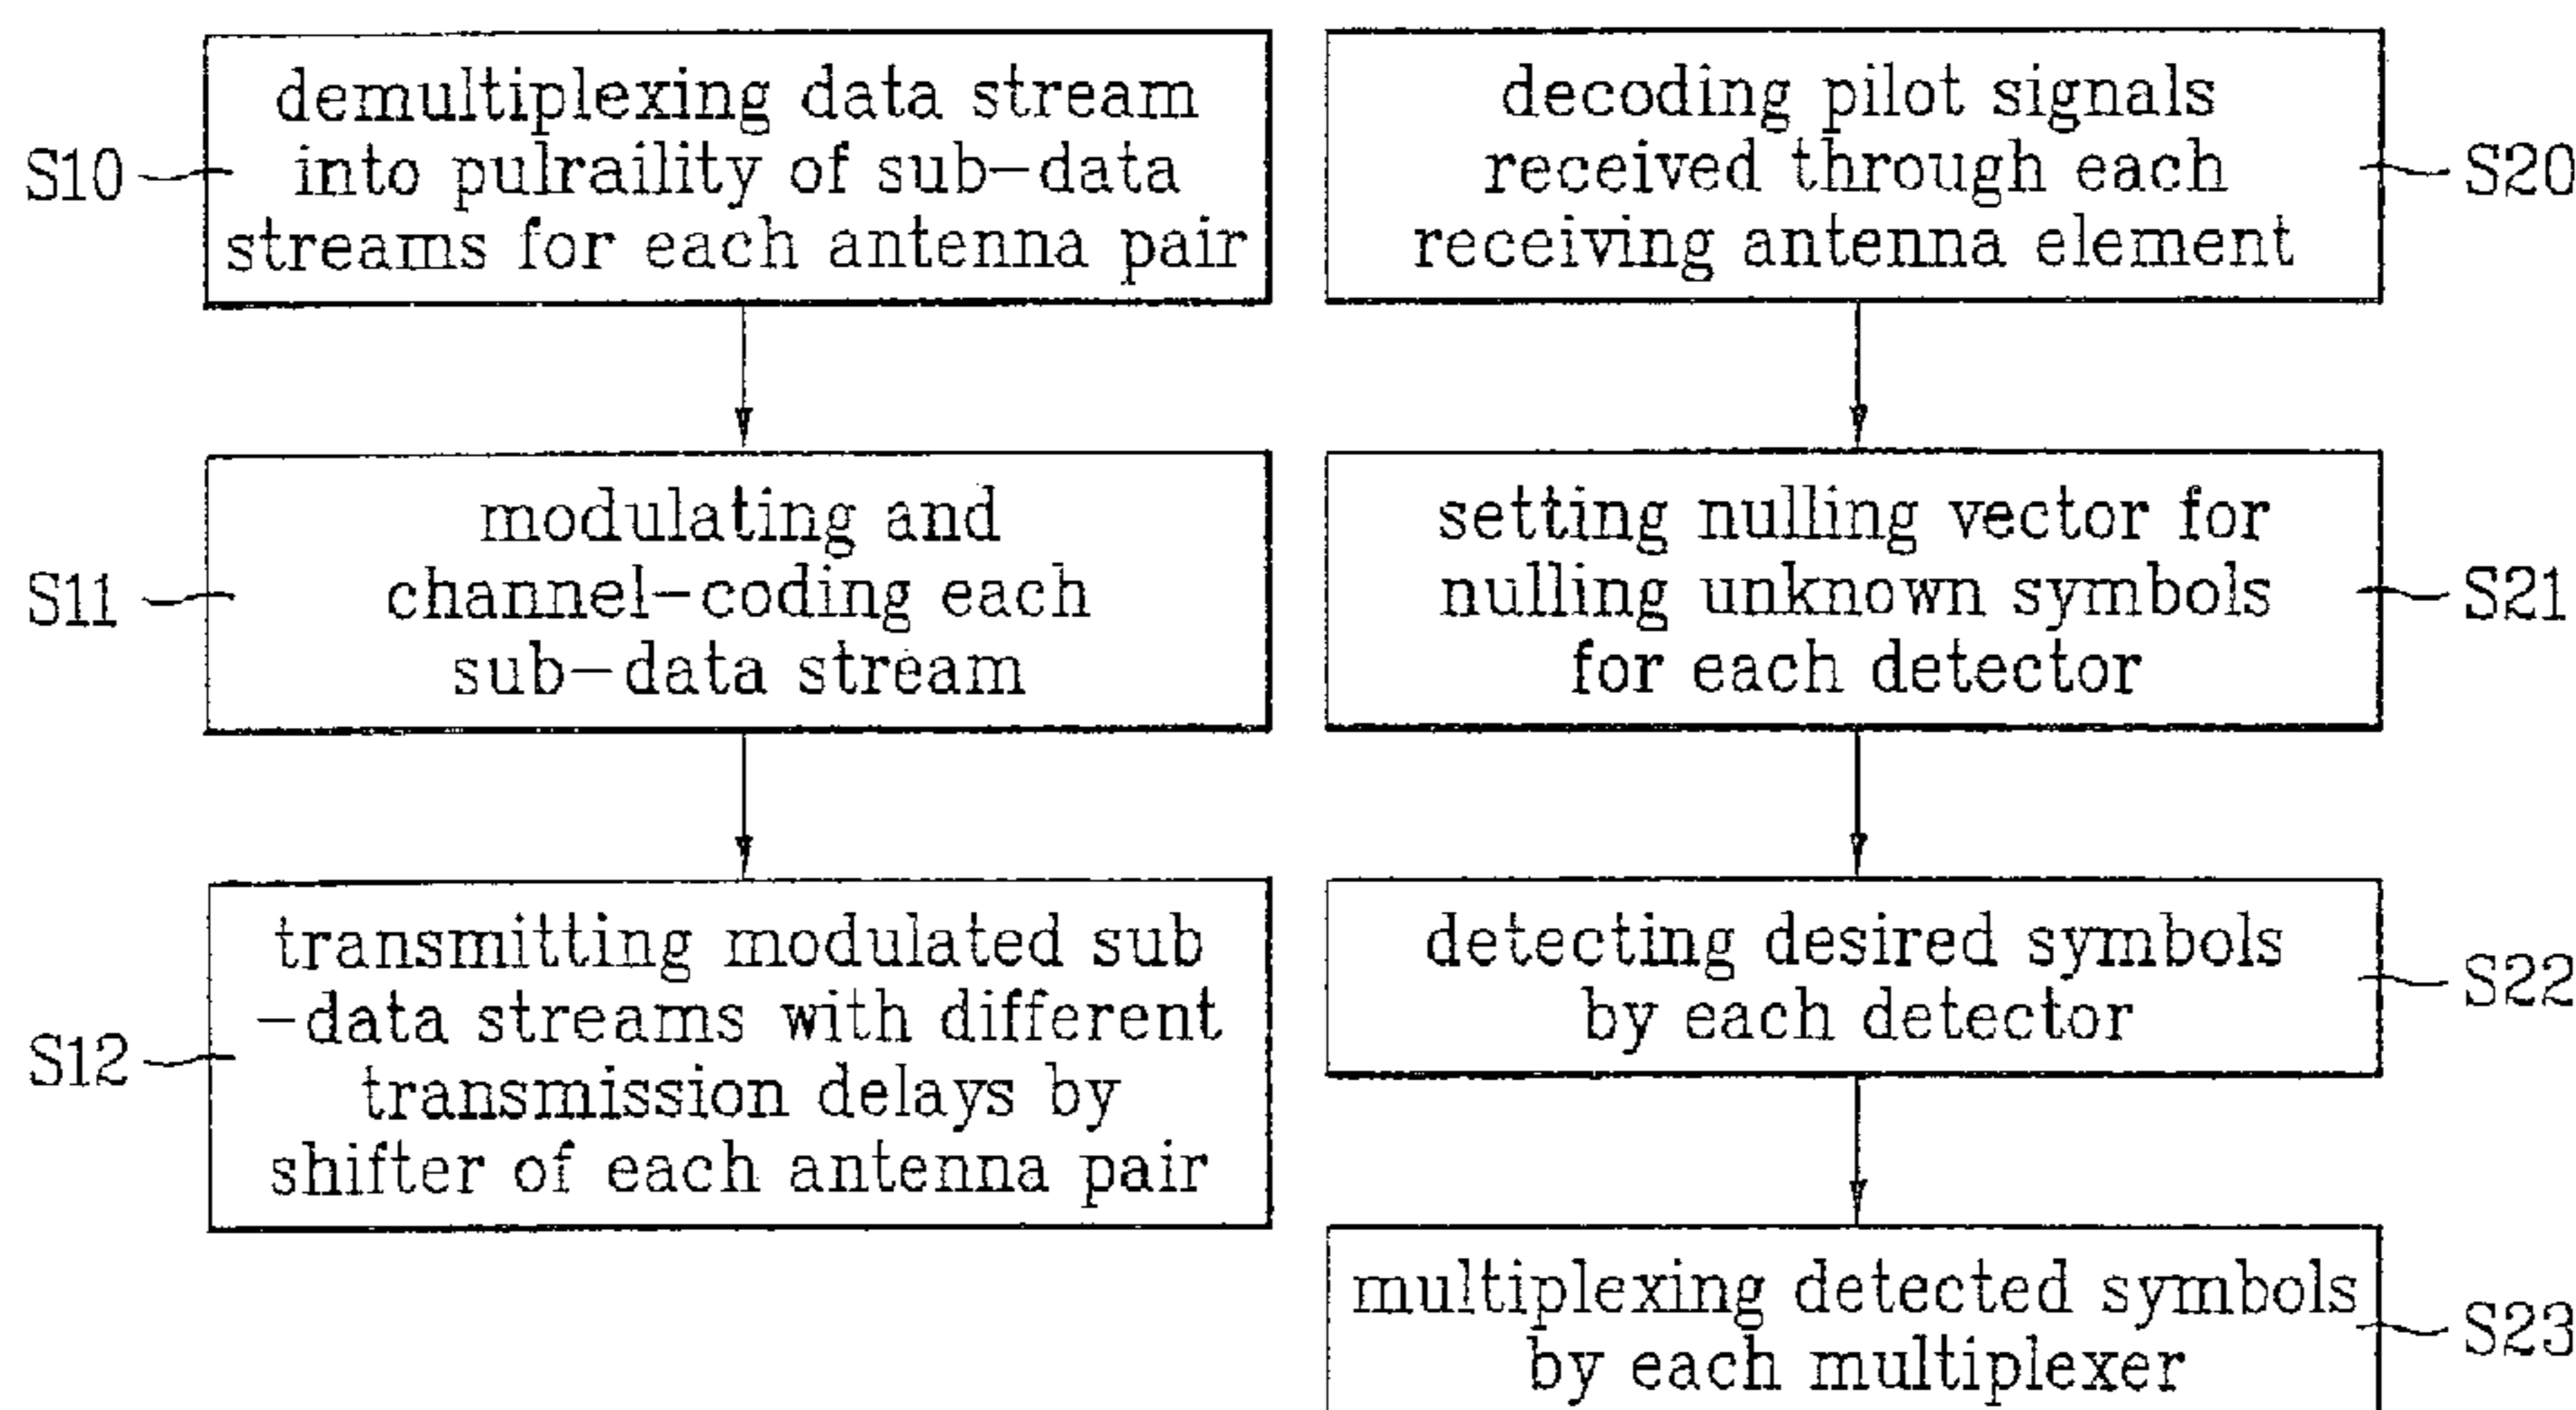 S10
demultiplexing data stream
into pulraility of sub-data
streams for each antenna pair
S11
modulating and
channel-coding each
sub-data stream
S12
transmitting modulated sub
-data streams with different
transmission delays by
shifter of each antenna pair
decoding pilot signals
received through each
receiving antenna element
S20
setting nulling vector for
nulling unknown symbols
for each detector
S21
detecting desired symbols
by each detector
S22
multiplexing detected symbols
by each multiplexer
S23